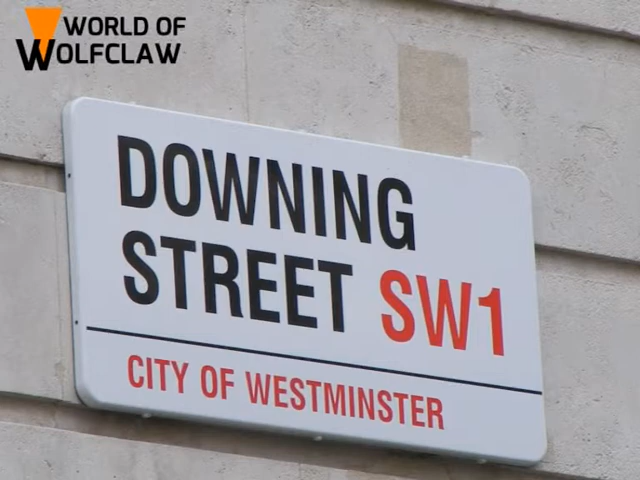 WORLD OF
WOLFCLAW
DOWNING
STREET SW1
CITY OF WESTMINSTER